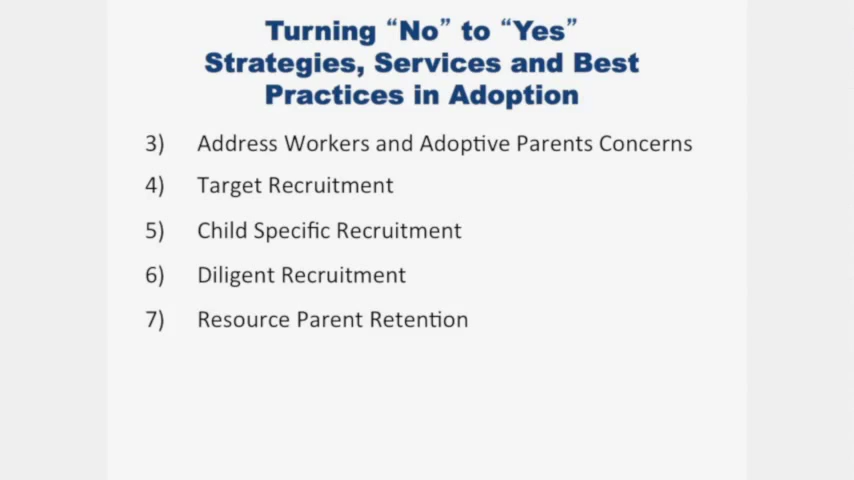 Turning “No” to “Yes”
Strategies, Services and Best
Practices in Adoption
3) Address Workers and Adoptive Parents Concerns
4) Target Recruitment
5) Child Specific Recruitment
6) Diligent Recruitment
7) Resource Parent Retention